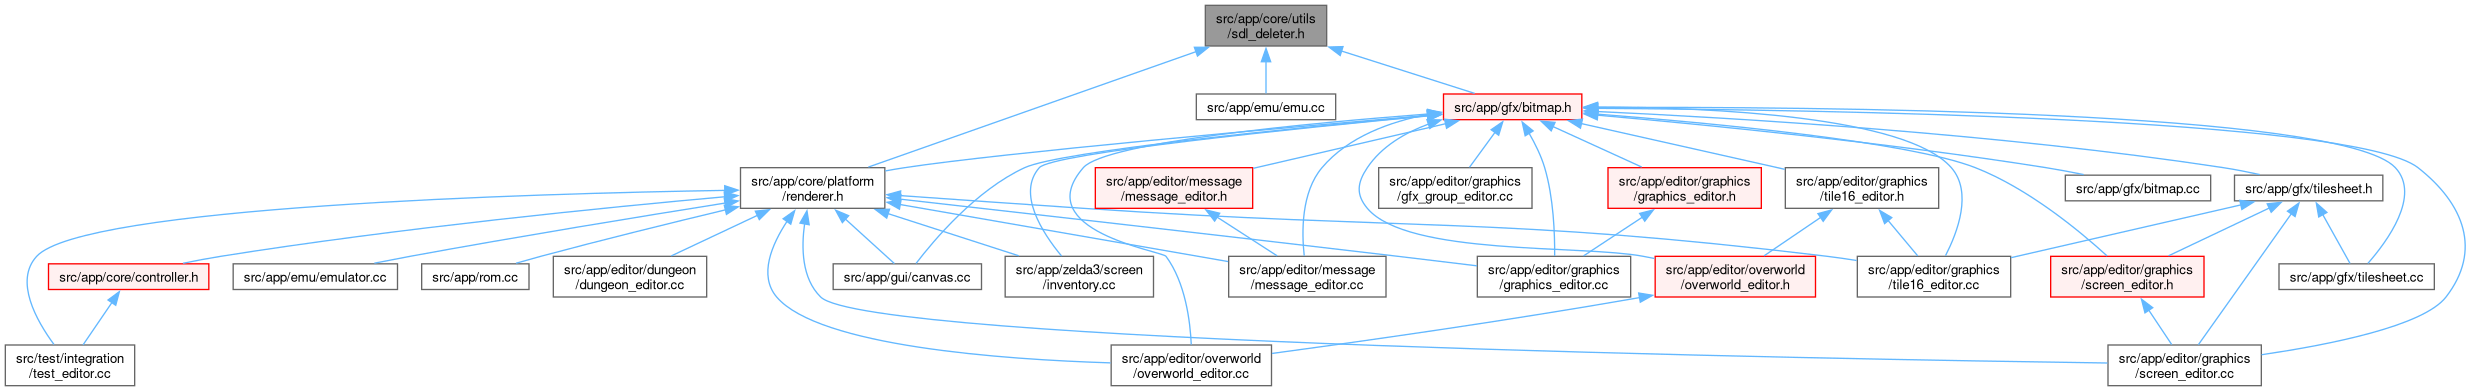 src/app/core/utils
/sdl_deleter.h
src/app/emu/emu.cc
src/app/gfx/bitmap.h
src/app/core/platform
/renderer.h
src/app/editor/message
/message_editor.h
src/app/editor/graphics
/gfx_group_editor.cc
src/app/editor/graphics
/graphics_editor.h
src/app/editor/graphics
/tile16_editor.h
src/app/gfx/bitmap.cc
src/app/gfx/tilesheet.h
src/app/core/controller.h
src/app/emu/emulator.cc
src/app/rom.cc
src/app/editor/dungeon
/dungeon_editor.cc
src/app/gui/canvas.cc
src/app/zelda3/screen
/inventory.cc
src/app/editor/message
/message_editor.cc
src/app/editor/graphics
/graphics_editor.cc
src/app/editor/overworld
/overworld_editor.h
src/app/editor/graphics
/tile16_editor.cc
src/app/editor/graphics
/screen_editor.h
src/app/gfx/tilesheet.cc
src/test/integration
/test_editor.cc
src/app/editor/overworld
/overworld_editor.cc
src/app/editor/graphics
/screen_editor.cc